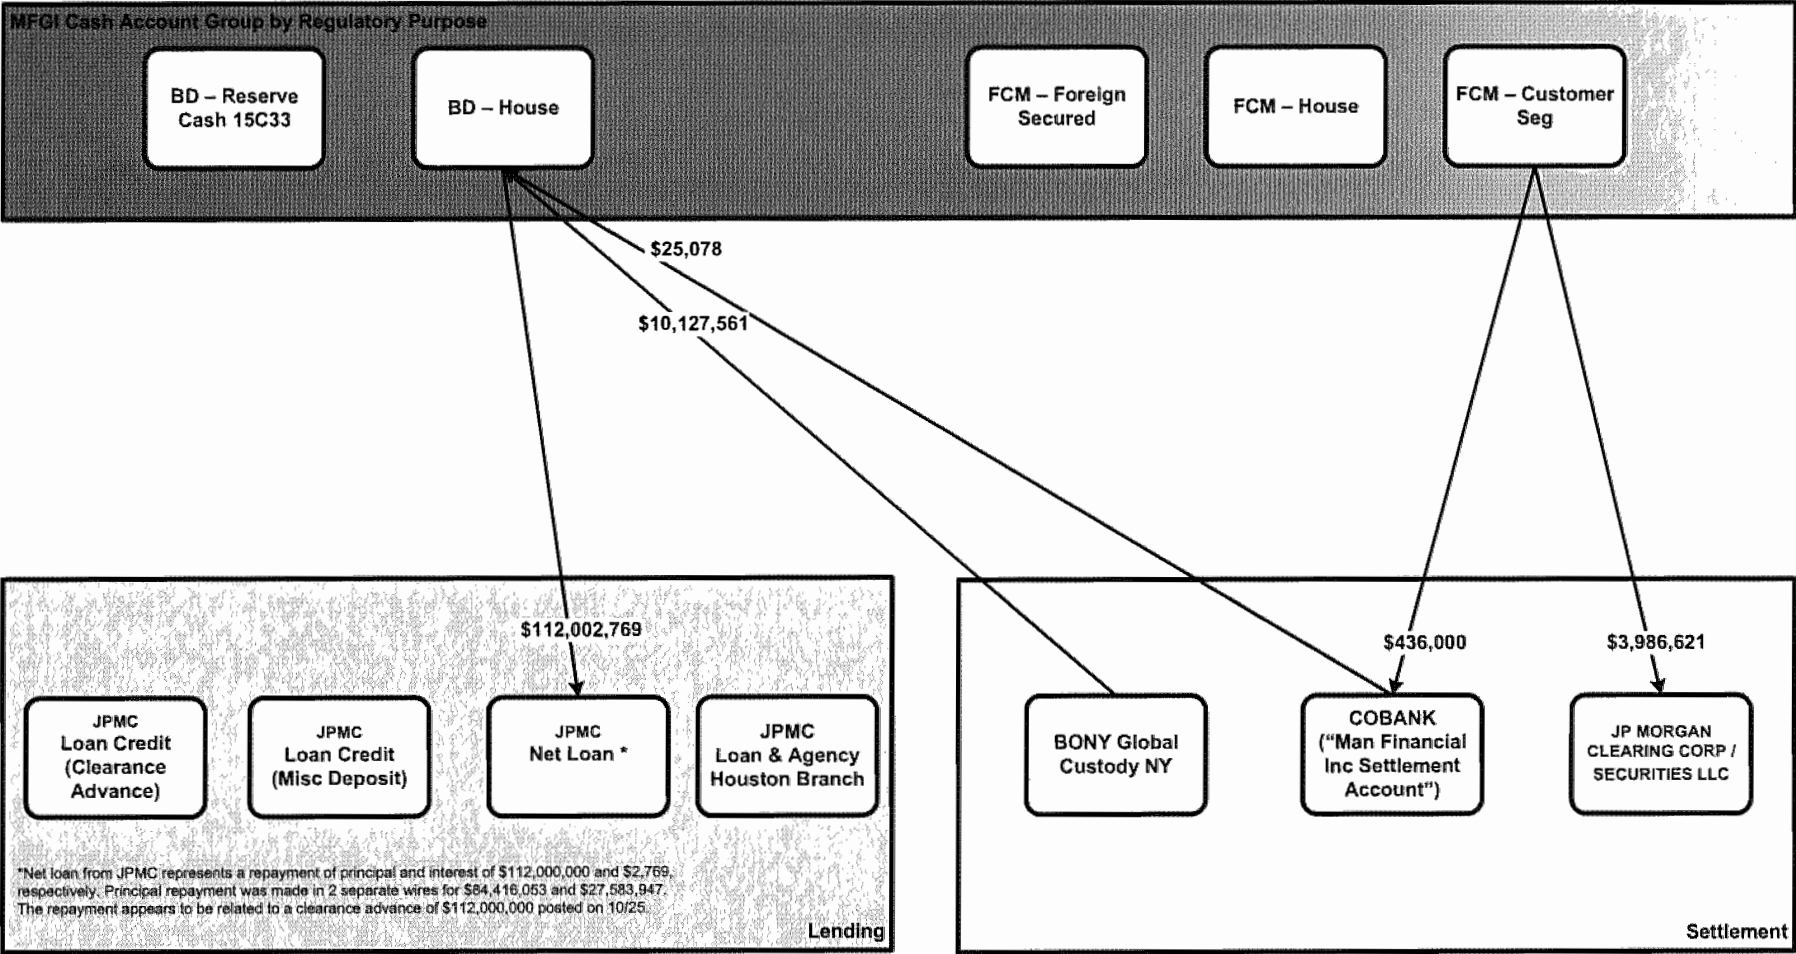 MFGI Cash Account Group by Regulatory Purpose
BD – Reserve
Cash 15C33
BD – House
FCM – Foreign
Secured
FCM – House
FCM – Customer
Seg
$25,078
$10,127,561
$112,002,769
$436,000
$3,986,621
JPMC
Loan Credit
(Clearance
Advance)
JPMC
Loan Credit
(Misc Deposit)
JPMC
Net Loan *
JPMC
Loan & Agency
Houston Branch
BONY Global
Custody NY
COBANK
("Man Financial
Inc Settlement
Account")
JP MORGAN
CLEARING CORP /
SECURITIES LLC
*Net loan from JPMC represents a repayment of principal and interest of $112,000,000 and $2,769,
respectively. Principal repayment was made in 2 separate wires for $84,416,053 and $27,583,947.
The repayment appears to be related to a clearance advance of $112,000,000 posted on 10/25.
Lending
Settlement